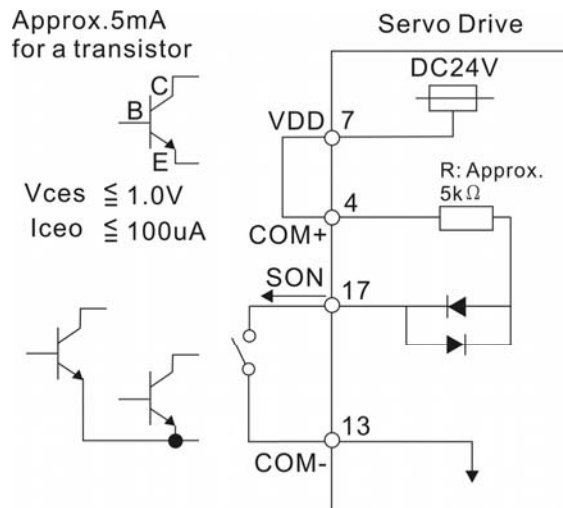 Approx.5mA
for a transistor
Servo Drive
DC24V
C
B
E
VDD 7
Vces ≦ 1.0V
Iceo ≦ 100uA
R: Approx.
5kΩ
4
COM+
SON
17
13
COM-